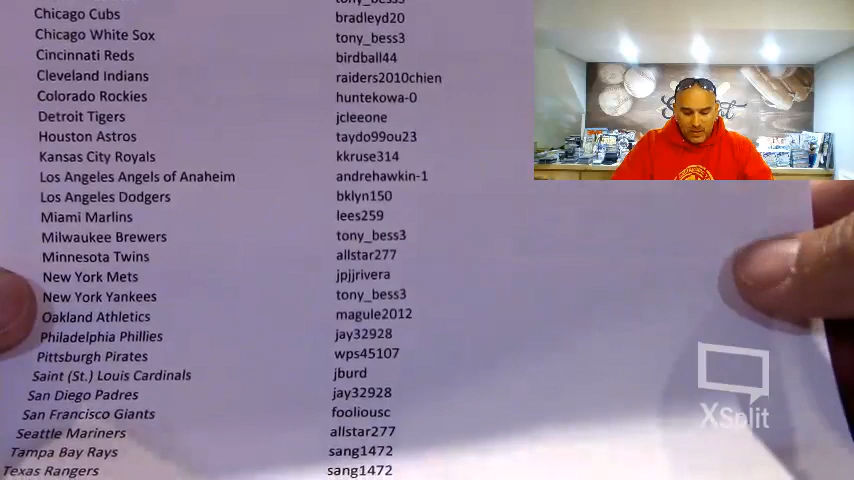 tony_bess3
Chicago Cubs bradleyd20
Chicago White Sox tony_bess3
Cincinnati Reds birdball44
Cleveland Indians raiders2010chien
Colorado Rockies huntekowa-0
Detroit Tigers jcleeone
Houston Astros taydo99ou23
Kansas City Royals kkruse314
Los Angeles Angels of Anaheim andrehawkin-1
Los Angeles Dodgers bklyn150
Miami Marlins lees259
Milwaukee Brewers tony_bess3
Minnesota Twins allstar277
New York Mets jpjjrivera
New York Yankees tony_bess3
Oakland Athletics magule2012
Philadelphia Phillies jay32928
Pittsburgh Pirates wps45107
Saint (St.) Louis Cardinals jburd
San Diego Padres jay32928
San Francisco Giants fooliousc
Seattle Mariners allstar277
Tampa Bay Rays sang1472
Texas Rangers sang1472
XSplit